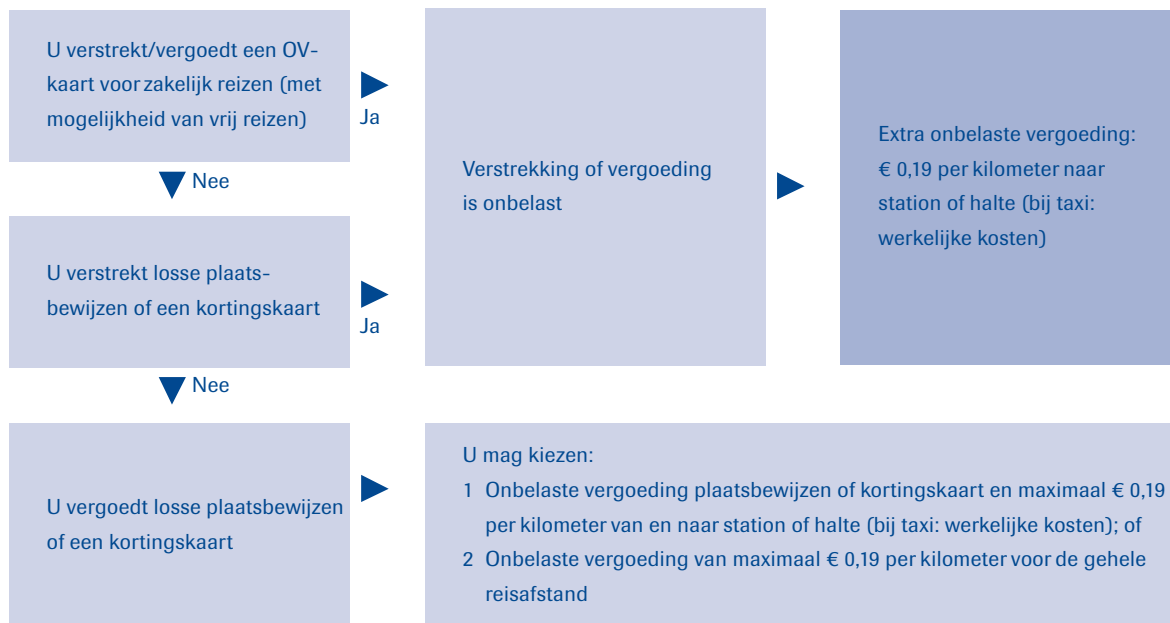 U verstrekt/vergoedt een OV-
kaart voor zakelijk reizen (met
mogelijkheid van vrij reizen)
Ja
Nee
Verstrekking of vergoeding
is onbelast
Extra onbelaste vergoeding:
€ 0,19 per kilometer naar
station of halte (bij taxi:
werkelijke kosten)
U verstrekt losse plaats-
bewijzen of een kortingskaart
Ja
Nee
U vergoedt losse plaatsbewijzen
of een kortingskaart
U mag kiezen:
1 Onbelaste vergoeding plaatsbewijzen of kortingskaart en maximaal € 0,19
per kilometer van en naar station of halte (bij taxi: werkelijke kosten); of
2 Onbelaste vergoeding van maximaal € 0,19 per kilometer voor de gehele
reisafstand